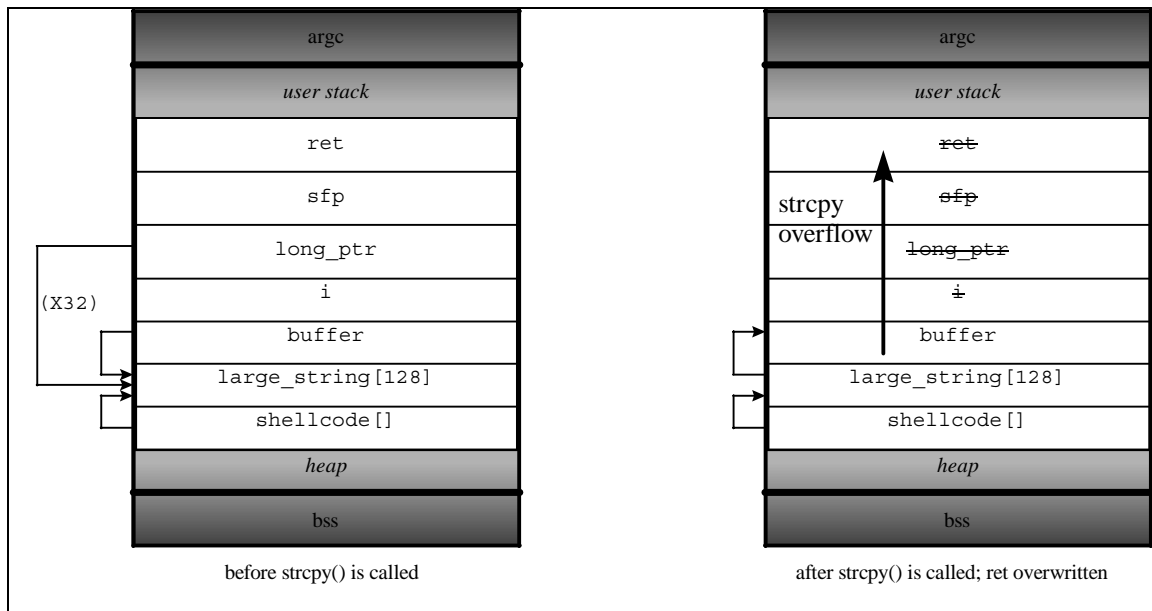 argc
user stack
ret
sfp
long_ptr
(X32)
i
buffer
large_string[128]
shellcode[]
heap
bss
before strcpy() is called
argc
user stack
ret
sfp
strcpy
overflow
long_ptr
i
buffer
large_string[128]
shellcode[]
heap
bss
after strcpy() is called; ret overwritten